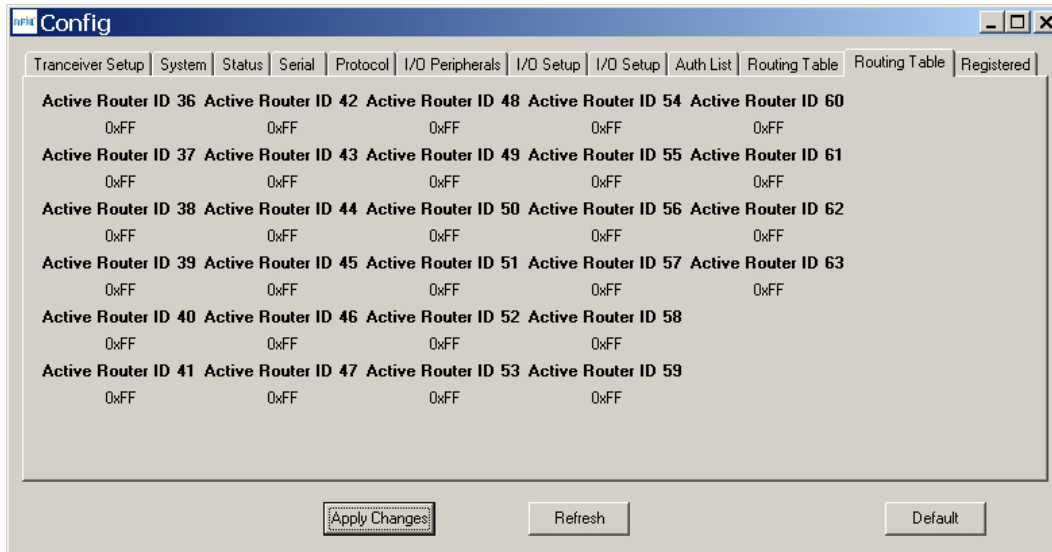 RFM Config
Tranceiver Setup System Status Serial Protocol I/O Peripherals I/O Setup I/O Setup Auth List Routing Table Routing Table Registered
Active Router ID 36 Active Router ID 42 Active Router ID 48 Active Router ID 54 Active Router ID 60
0xFF 0xFF 0xFF 0xFF 0xFF
Active Router ID 37 Active Router ID 43 Active Router ID 49 Active Router ID 55 Active Router ID 61
0xFF 0xFF 0xFF 0xFF 0xFF
Active Router ID 38 Active Router ID 44 Active Router ID 50 Active Router ID 56 Active Router ID 62
0xFF 0xFF 0xFF 0xFF 0xFF
Active Router ID 39 Active Router ID 45 Active Router ID 51 Active Router ID 57 Active Router ID 63
0xFF 0xFF 0xFF 0xFF 0xFF
Active Router ID 40 Active Router ID 46 Active Router ID 52 Active Router ID 58
0xFF 0xFF 0xFF 0xFF
Active Router ID 41 Active Router ID 47 Active Router ID 53 Active Router ID 59
0xFF 0xFF 0xFF 0xFF
Apply Changes Refresh Default